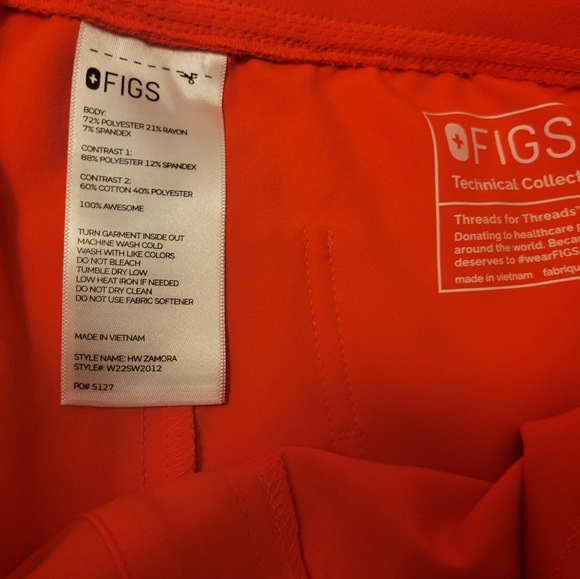 FIGS
BODY:
72% POLYESTER 21% RAYON
7% SPANDEX
CONTRAST 1:
88% POLYESTER 12% SPANDEX
CONTRAST 2:
60% COTTON 40% POLYESTER
100% AWESOME
TURN GARMENT INSIDE OUT
MACHINE WASH COLD
WASH WITH LIKE COLORS
DO NOT BLEACH
TUMBLE DRY LOW
LOW HEAT IRON IF NEEDED
DO NOT DRY CLEAN
DO NOT USE FABRIC SOFTENER
MADE IN VIETNAM
STYLE NAME: HW ZAMORA
STYLE#: W22SW2012
PO# 5127
FIGS
Technical Collect
Threads for Threads™
Donating to healthcare p
around the world. Beca
deserves to #wearFIGS
made in vietnam fabriqu